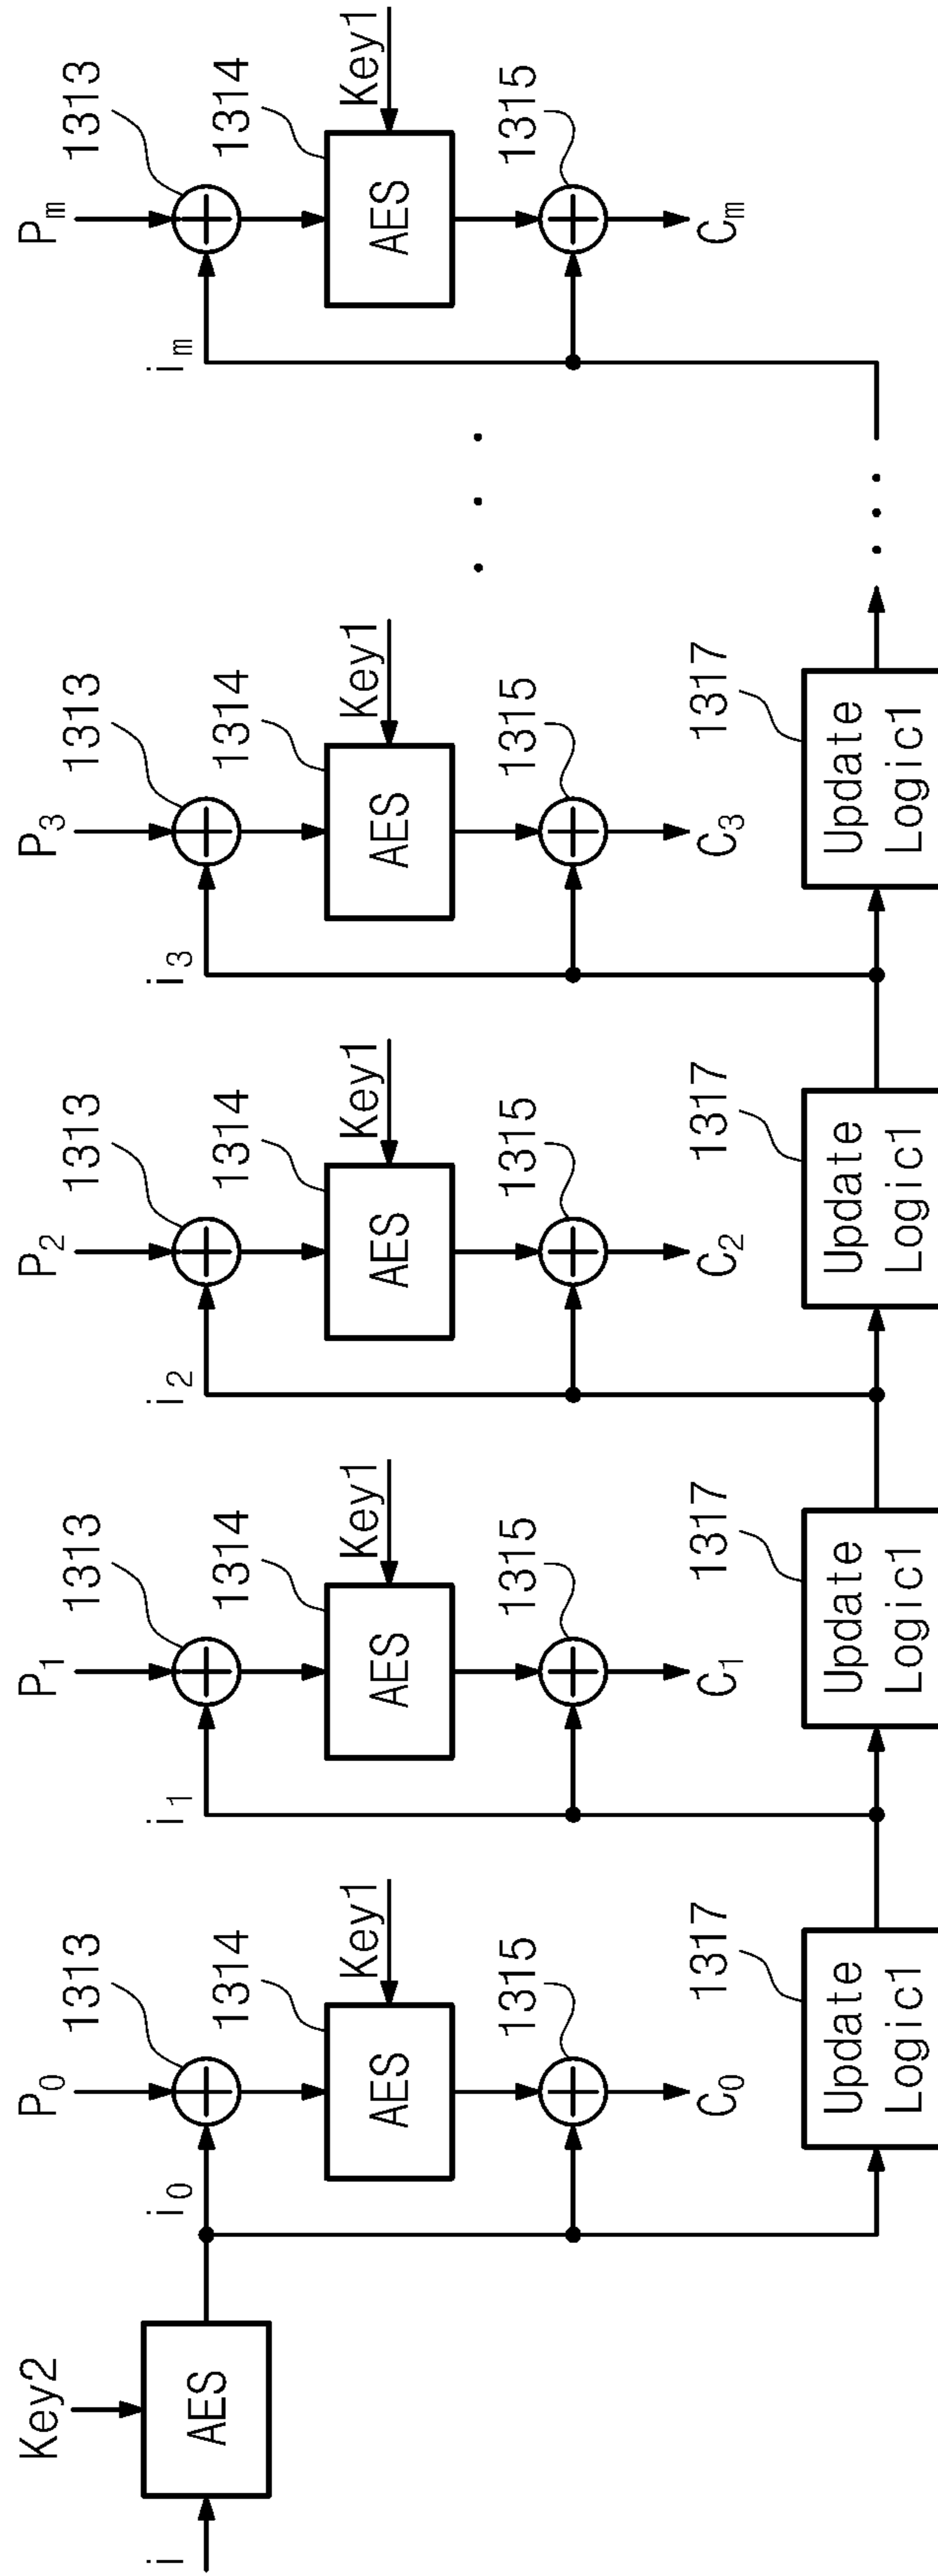 Key2
i
AES
i₀
P₀
1313
1314
AES
Key1
1315
C₀
1317
Update
Logic1
i₁
P₁
1313
1314
AES
Key1
1315
C₁
1317
Update
Logic1
i₂
P₂
1313
1314
AES
Key1
1315
C₂
1317
Update
Logic1
i₃
P₃
1313
1314
AES
Key1
1315
C₃
1317
Update
Logic1
. . .
. . .
iₘ
Pₘ
1313
1314
AES
Key1
1315
Cₘ